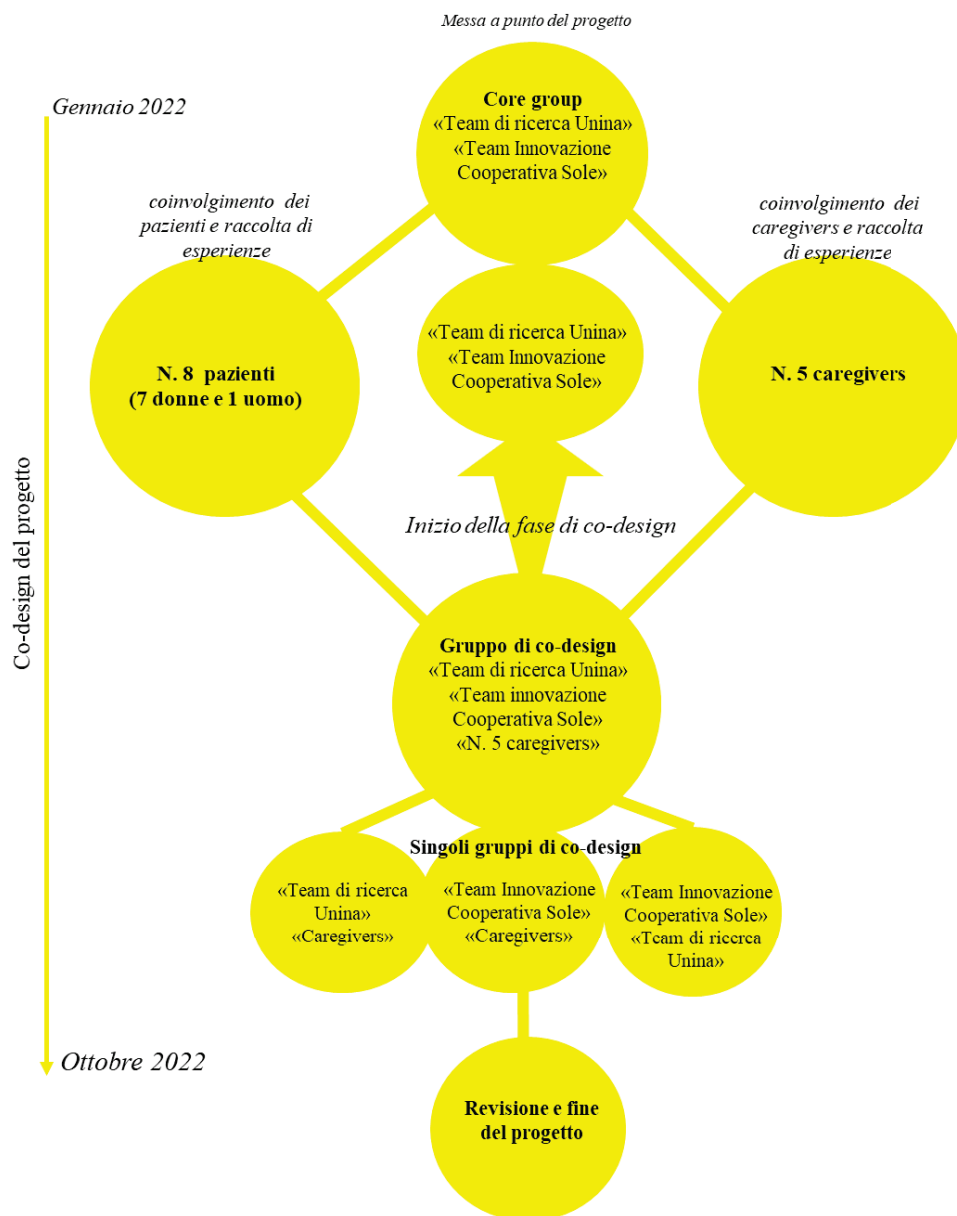 Messa a punto del progetto
Gennaio 2022
Core group
«Team di ricerca Unina»
«Team Innovazione
Cooperativa Sole»
coinvolgimento dei
pazienti e raccolta di
esperienze
coinvolgimento dei
caregivers e raccolta
di esperienze
«Team di ricerca Unina»
«Team Innovazione
Cooperativa Sole»
N. 8 pazienti
(7 donne e 1 uomo)
N. 5 caregivers
Co-design del progetto
Inizio della fase di co-design
Gruppo di co-design
«Team di ricerca Unina»
«Team innovazione
Cooperativa Sole»
«N. 5 caregivers»
Singoli gruppi di co-design
«Team di ricerca
Unina»
«Caregivers»
«Team Innovazione
Cooperativa Sole»
«Caregivers»
«Team Innovazione
Cooperativa Sole»
«Team di ricerca
Unina»
Ottobre 2022
Revisione e fine
del progetto